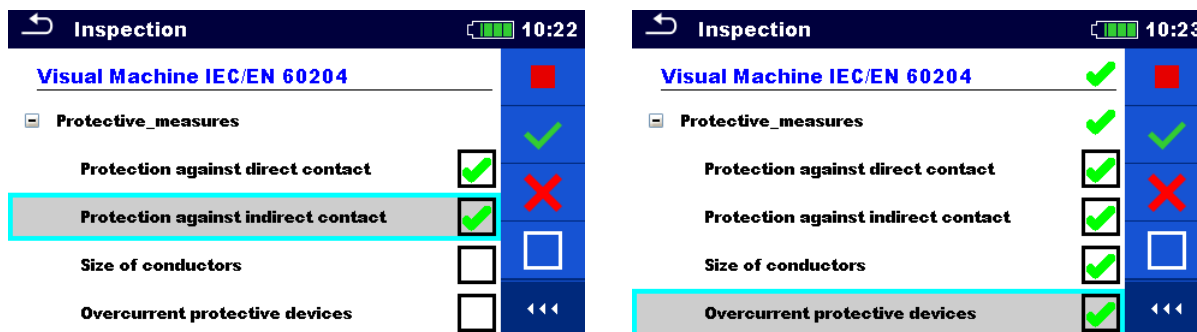 Inspection 10:22
Visual Machine IEC/EN 60204
Protective_measures
Protection against direct contact
Protection against indirect contact
Size of conductors
Overcurrent protective devices
Inspection 10:23
Visual Machine IEC/EN 60204
Protective_measures
Protection against direct contact
Protection against indirect contact
Size of conductors
Overcurrent protective devices